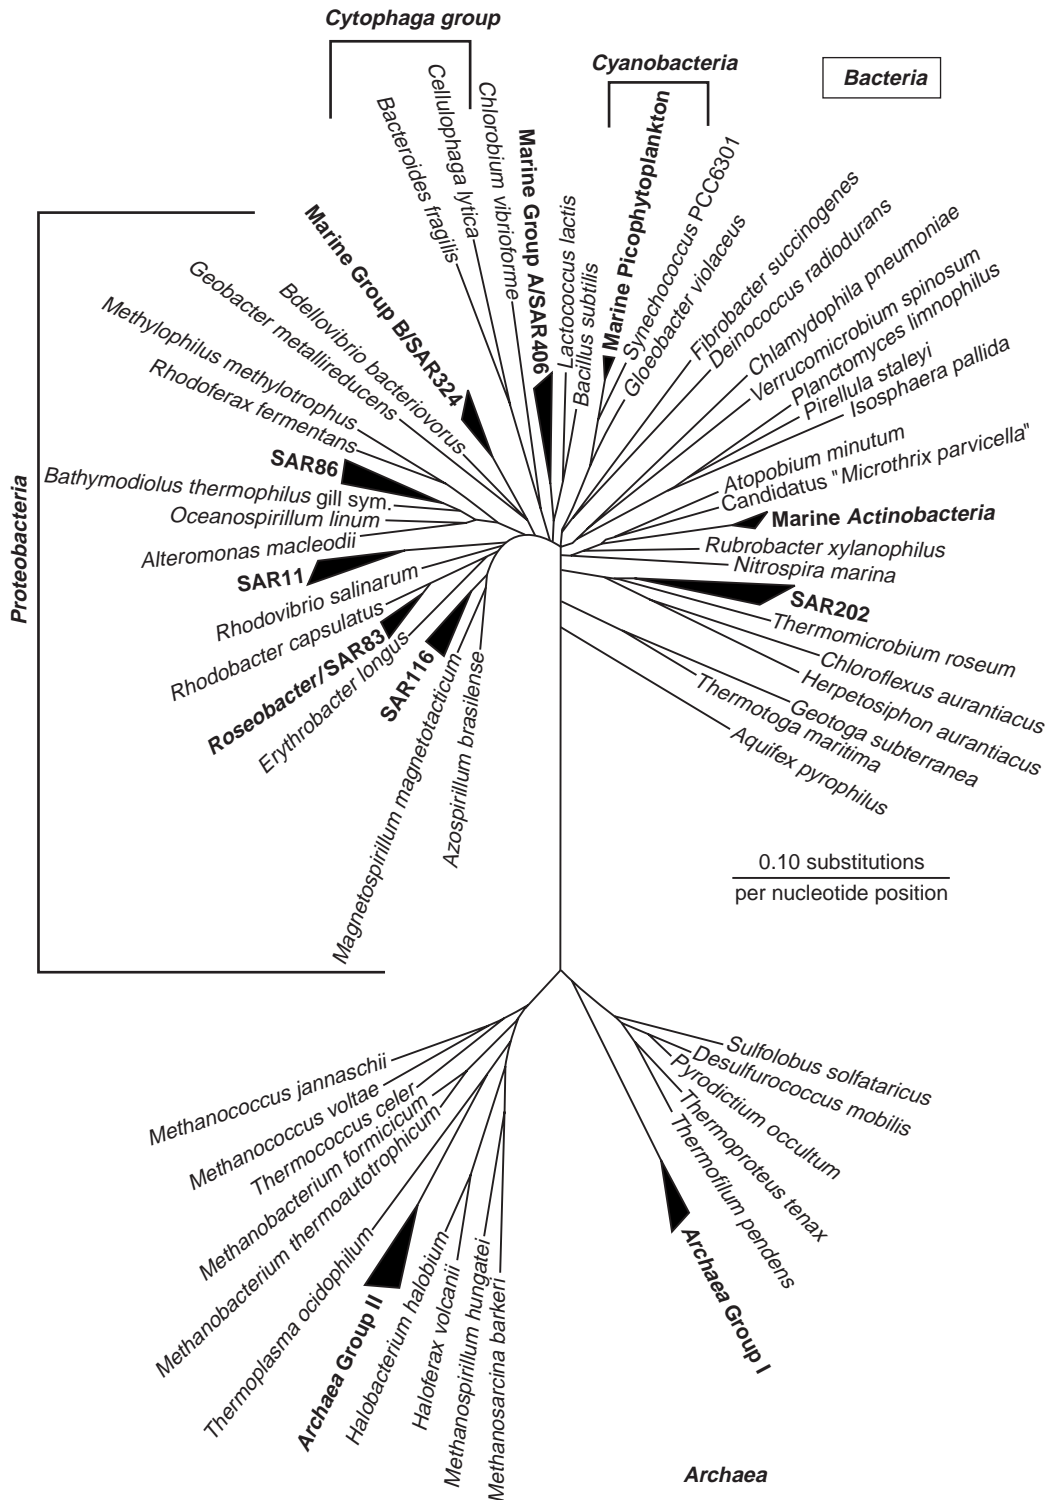 Cytophaga group
Cyanobacteria
Bacteria
Proteobacteria
Cellulophaga lytica
Bacteroides fragilis
Chlorobium vibrioforme
Marine Group A/SAR406
Lactococcus lactis
Bacillus subtilis
Marine Picophytoplankton
Synechococcus PCC6301
Gloeobacter violaceus
Fibrobacter succinogenes
Deinococcus radiodurans
Chlamydophila pneumoniae
Verrucomicrobium spinosum
Planctomyces limnophilus
Pirellula staleyi
Isosphaera pallida
Atopobium minutum
Candidatus "Microthrix parvicella"
Marine Actinobacteria
Rubrobacter xylanophilus
Nitrospira marina
SAR202
Thermomicrobium roseum
Chloroflexus aurantiacus
Herpetosiphon aurantiacus
Geotoga subterranea
Thermotoga maritima
Aquifex pyrophilus
Marine Group B/SAR324
Bdellovibrio bacteriovorus
Geobacter metallireducens
Methylophilus methylotrophus
Rhodoferax fermentans
SAR86
Bathymodiolus thermophilus gill sym.
Oceanospirillum linum
Alteromonas macleodii
SAR11
Rhodovibrio salinarum
Rhodobacter capsulatus
Roseobacter/SAR83
Erythrobacter longus
SAR116
Magnetospirillum magnetotacticum
Azospirillum brasilense
0.10 substitutions
per nucleotide position
Methanococcus jannaschii
Methanococcus voltae
Thermococcus celer
Methanobacterium formicicum
Methanobacterium thermoautotrophicum
Thermoplasma ocidophilum
Archaea Group II
Halobacterium halobium
Haloferax volcanii
Methanospirillum hungatei
Methanosarcina barkeri
Sulfolobus solfataricus
Desulfurococcus mobilis
Pyrodictium occultum
Thermoproteus tenax
Thermofilum pendens
Archaea Group I
Archaea